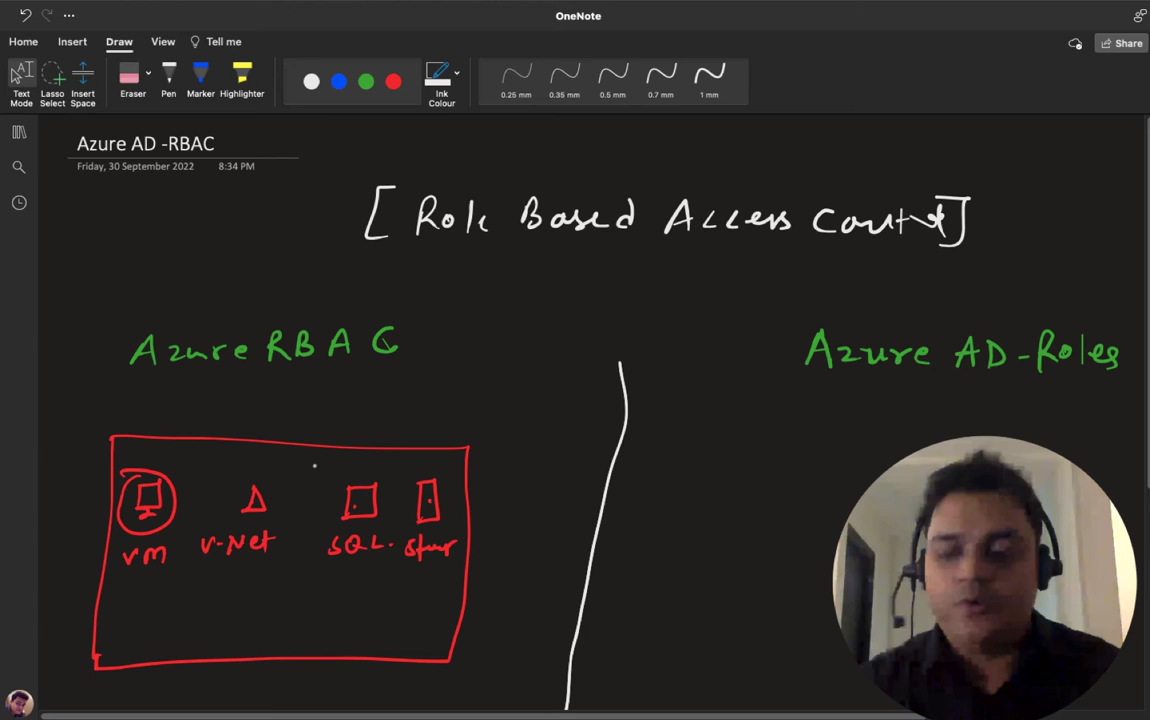 OneNote
Home Insert Draw View Tell me
Share
Text Mode
Lasso Select
Insert Space
Eraser
Pen
Marker
Highlighter
Ink Colour
0.25 mm 0.35 mm 0.5 mm 0.7 mm 1 mm
Azure AD -RBAC
Friday, 30 September 2022 8:34 PM
[ Role Based Access ]
Azure RBAC
Azure AD-Roles
VM V-Net SQL.